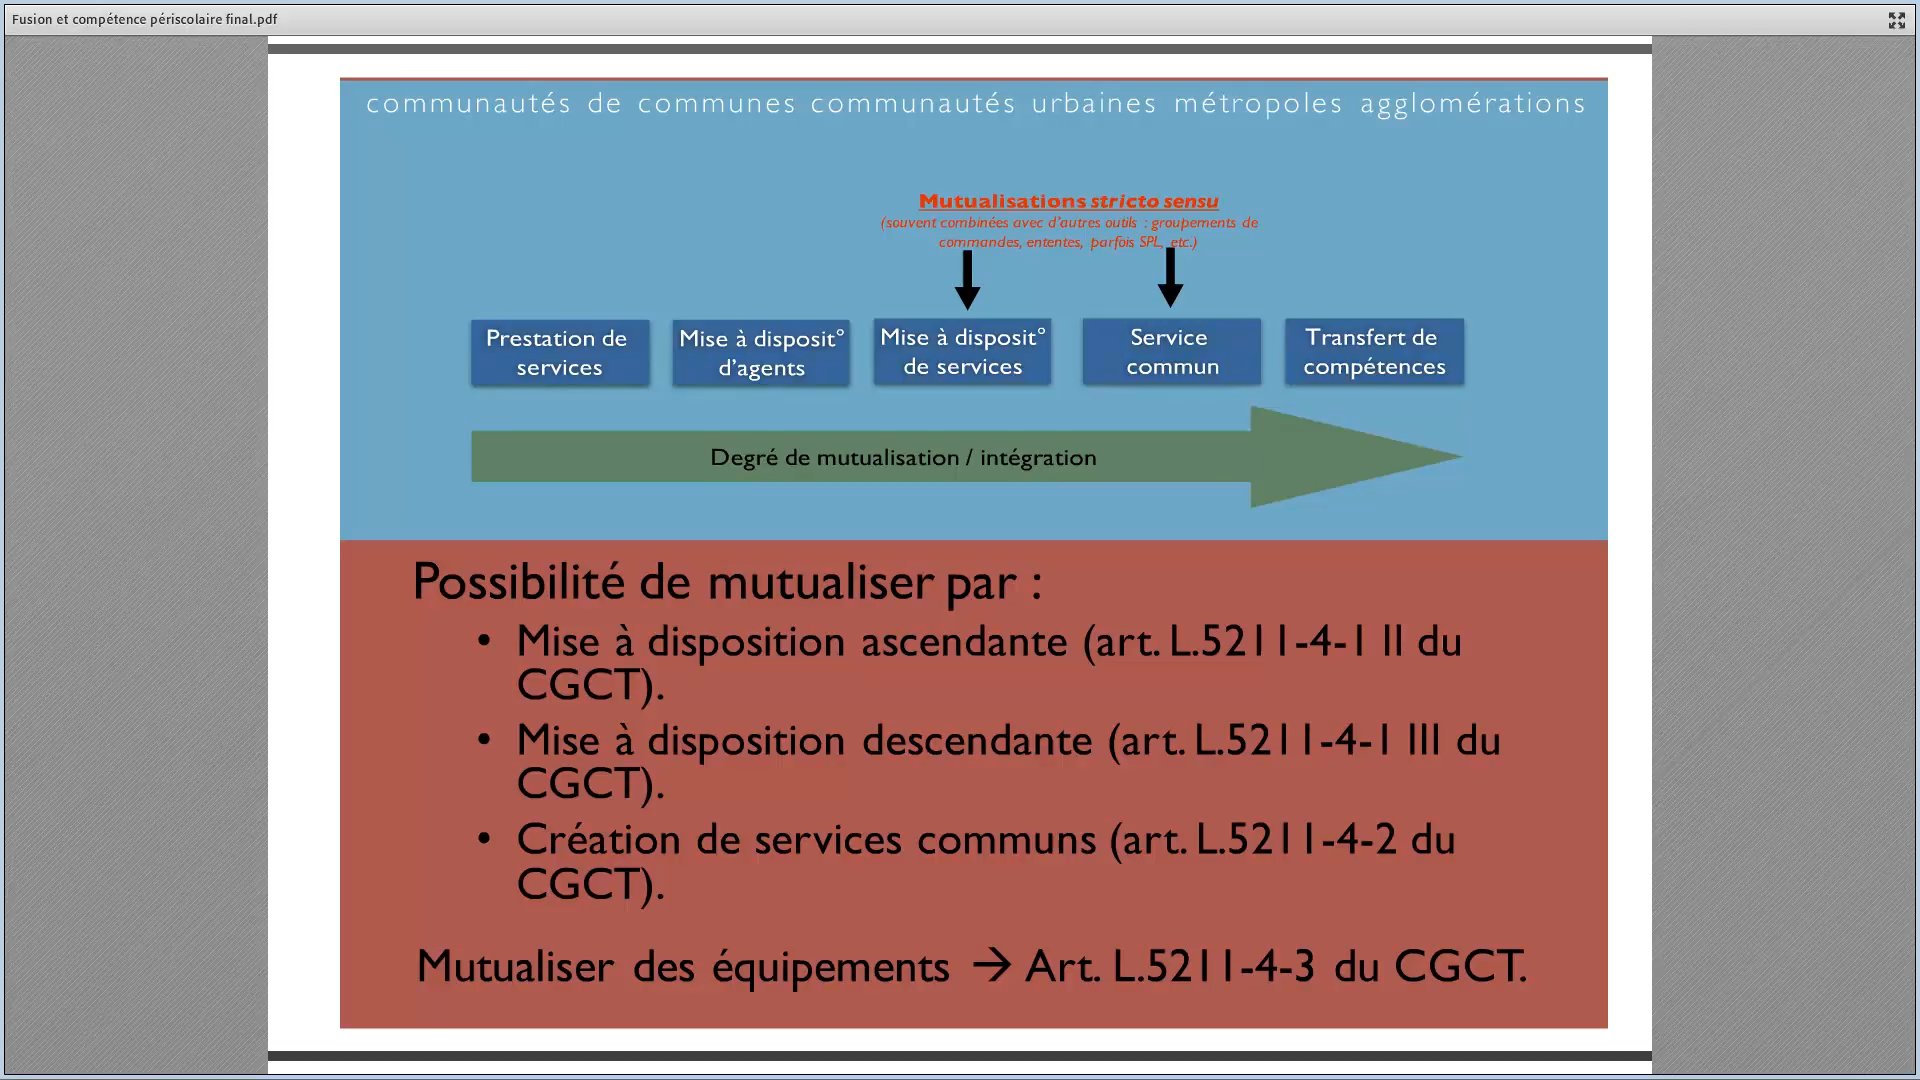 Fusion et compétence périscolaire final.pdf
communautés de communes communautés urbaines métropoles agglomérations
Mutualisations stricto sensu
(souvent combinées avec d'autres outils : groupements de
commandes, ententes, parfois SPL, etc.)
Prestation de
services
Mise à disposit°
d'agents
Mise à disposit°
de services
Service
commun
Transfert de
compétences
Degré de mutualisation / intégration
Possibilité de mutualiser par :
• Mise à disposition ascendante (art. L.5211-4-1 II du
CGCT).
• Mise à disposition descendante (art. L.5211-4-1 III du
CGCT).
• Création de services communs (art. L.5211-4-2 du
CGCT).
Mutualiser des équipements → Art. L.5211-4-3 du CGCT.